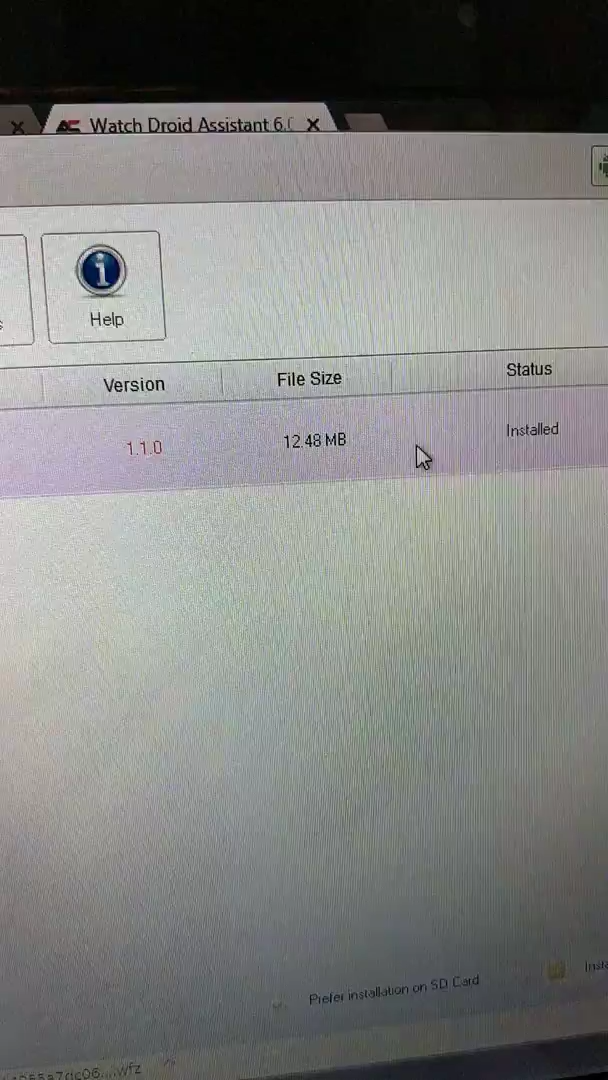 Watch Droid Assistant 6.
Help
Version File Size Status
1.1.0 12.48 MB Installed
Prefer installation on SD Card